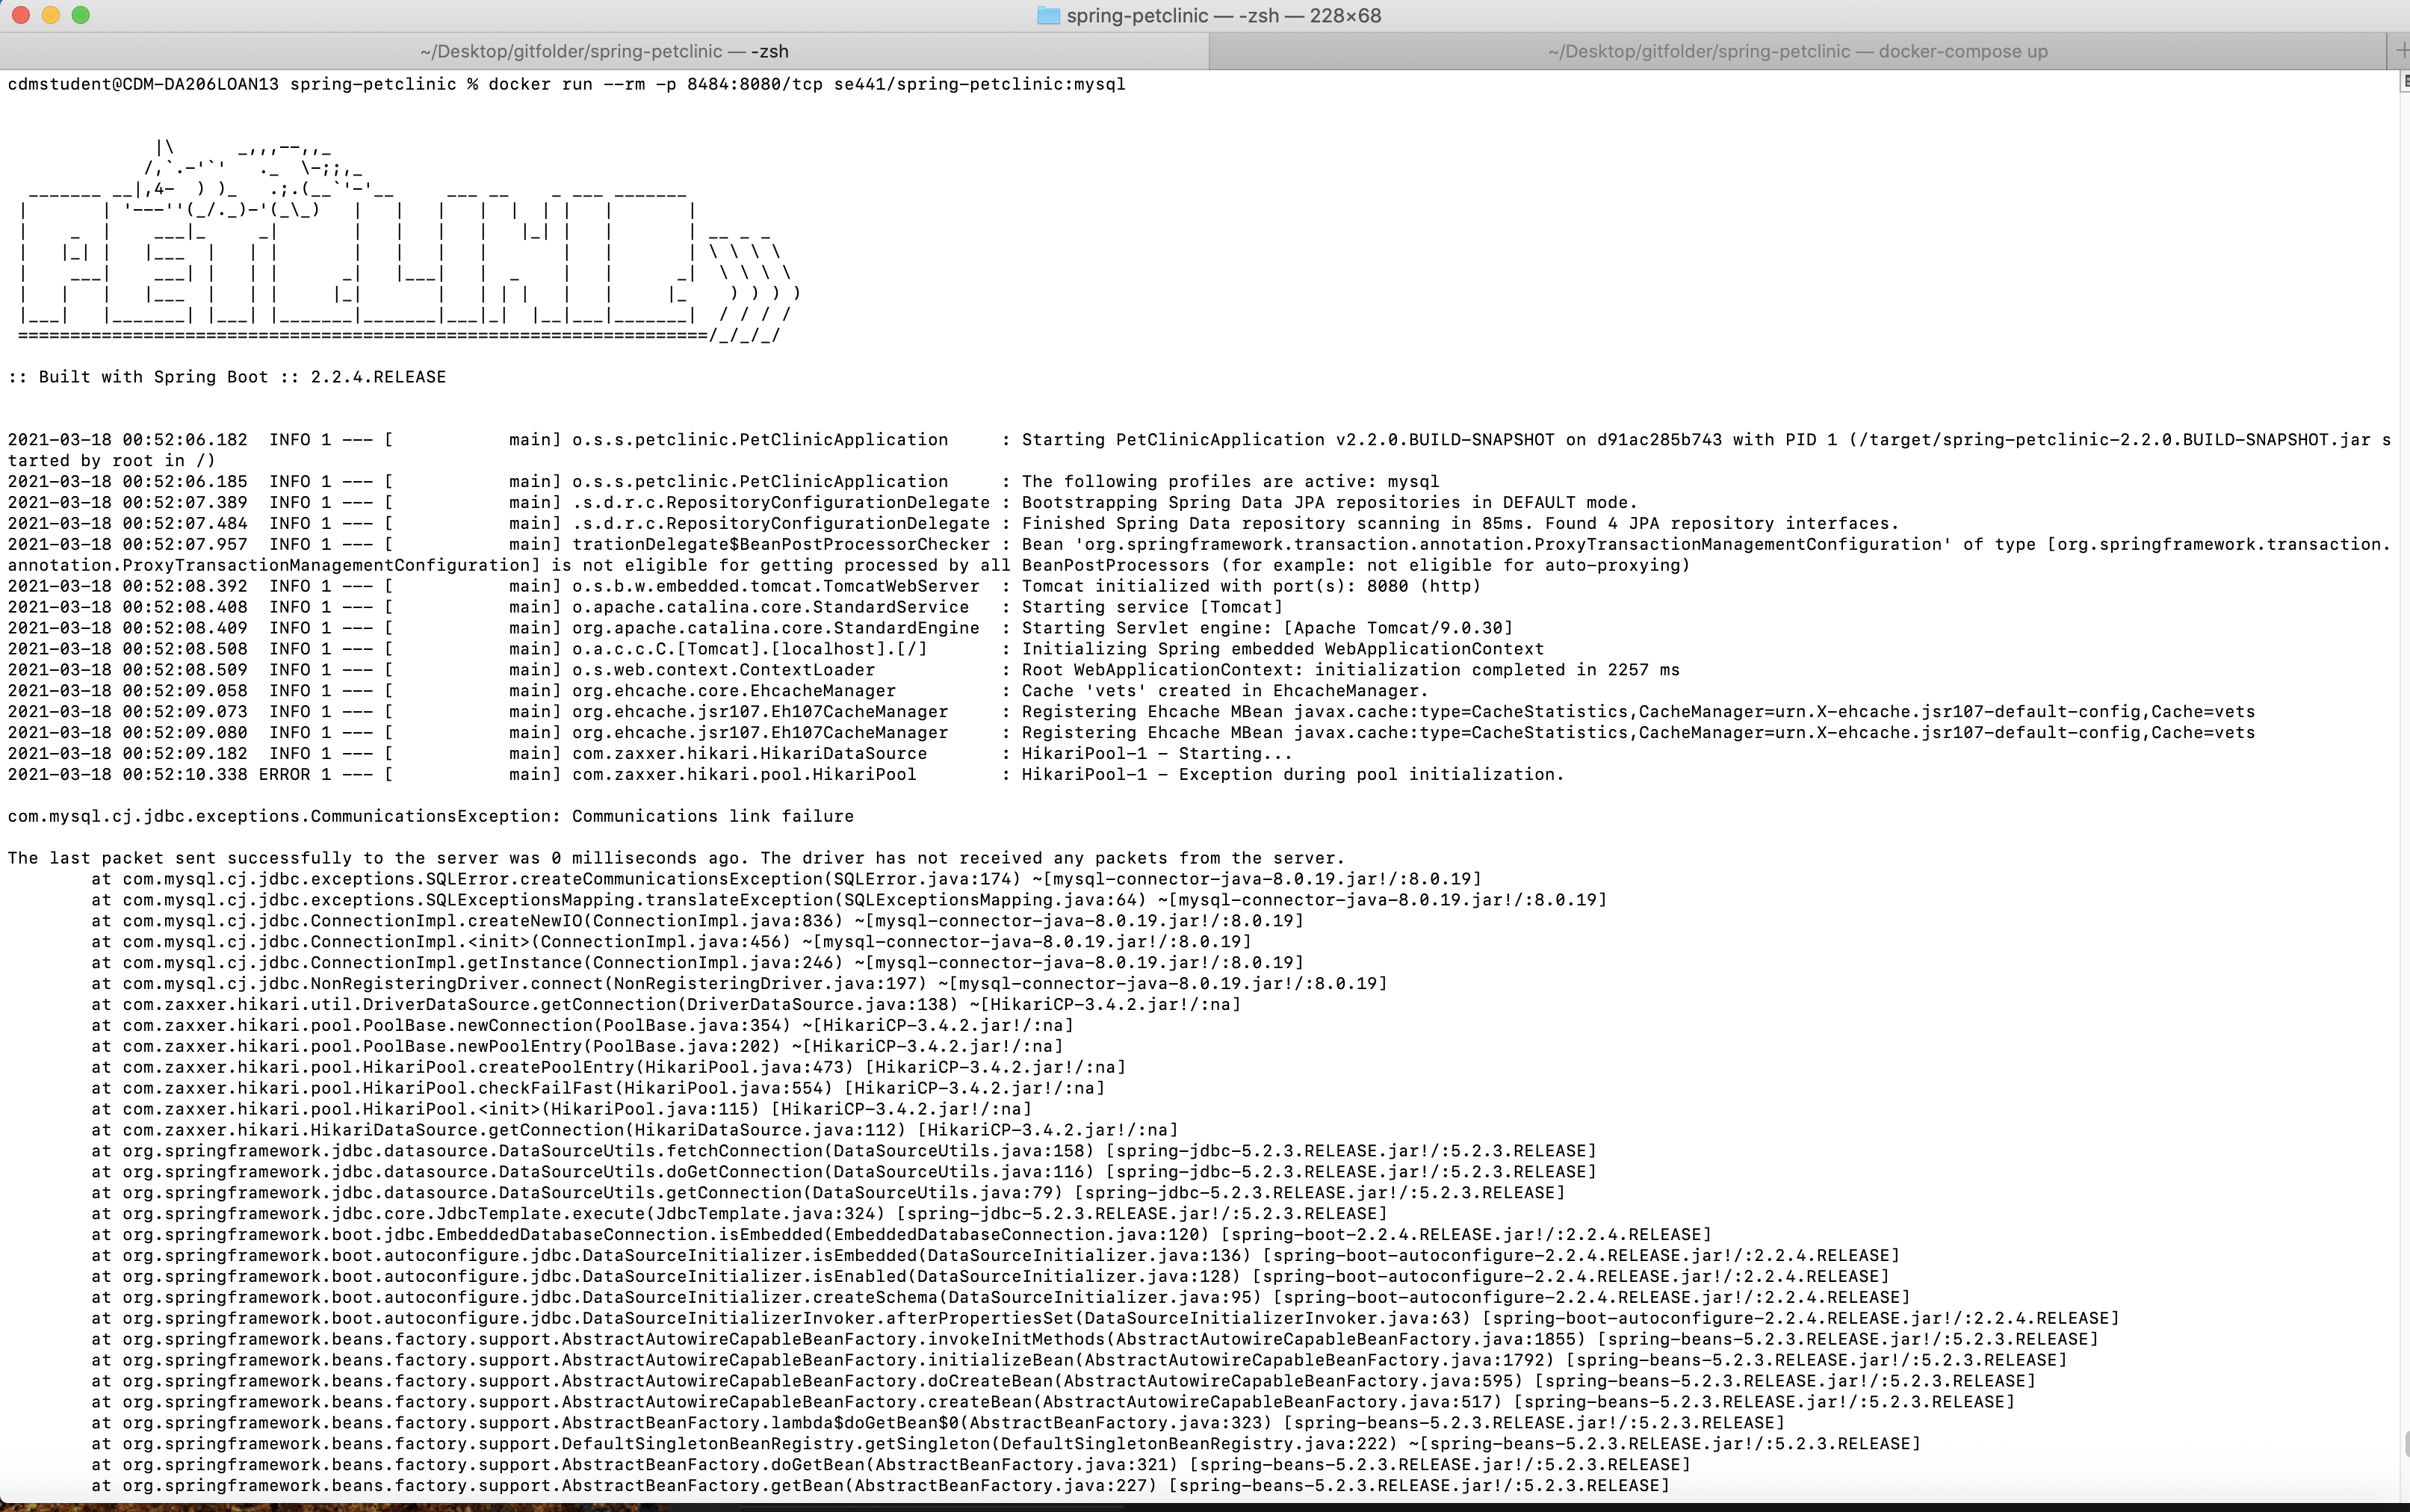 spring-petclinic — -zsh — 228×68
~/Desktop/gitfolder/spring-petclinic — -zsh
~/Desktop/gitfolder/spring-petclinic — docker-compose up
cdmstudent@CDM-DA206LOAN13 spring-petclinic % docker run --rm -p 8484:8080/tcp se441/spring-petclinic:mysql
              |\      _,,,--,,_
             /,`.-'`'   ._  \-;;,_
  _______ __|,4-  ) )_   .;.(__`'-'__     ___ __    _ ___ _______
 |       | '---''(_/._)-'(_\_)   |   |   |   |  |  | |   |       |
 |    _  |    ___|_     _|       |   |   |   |   |_| |   |       | __ _ _
 |   |_| |   |___  |   | |       |   |   |   |       |   |       | \ \ \ \
 |    ___|    ___| |   | |      _|   |___|   |  _    |   |      _|  \ \ \ \
 |   |   |   |___  |   | |     |_|       |   | | |   |   |     |_    ) ) ) )
 |___|   |_______| |___| |_______|_______|___|_|  |__|___|_______|  / / / /
 ==================================================================/_/_/_/
:: Built with Spring Boot :: 2.2.4.RELEASE
2021-03-18 00:52:06.182  INFO 1 --- [           main] o.s.s.petclinic.PetClinicApplication     : Starting PetClinicApplication v2.2.0.BUILD-SNAPSHOT on d91ac285b743 with PID 1 (/target/spring-petclinic-2.2.0.BUILD-SNAPSHOT.jar s
tarted by root in /)
2021-03-18 00:52:06.185  INFO 1 --- [           main] o.s.s.petclinic.PetClinicApplication     : The following profiles are active: mysql
2021-03-18 00:52:07.389  INFO 1 --- [           main] .s.d.r.c.RepositoryConfigurationDelegate : Bootstrapping Spring Data JPA repositories in DEFAULT mode.
2021-03-18 00:52:07.484  INFO 1 --- [           main] .s.d.r.c.RepositoryConfigurationDelegate : Finished Spring Data repository scanning in 85ms. Found 4 JPA repository interfaces.
2021-03-18 00:52:07.957  INFO 1 --- [           main] trationDelegate$BeanPostProcessorChecker : Bean 'org.springframework.transaction.annotation.ProxyTransactionManagementConfiguration' of type [org.springframework.transaction.
annotation.ProxyTransactionManagementConfiguration] is not eligible for getting processed by all BeanPostProcessors (for example: not eligible for auto-proxying)
2021-03-18 00:52:08.392  INFO 1 --- [           main] o.s.b.w.embedded.tomcat.TomcatWebServer  : Tomcat initialized with port(s): 8080 (http)
2021-03-18 00:52:08.408  INFO 1 --- [           main] o.apache.catalina.core.StandardService   : Starting service [Tomcat]
2021-03-18 00:52:08.409  INFO 1 --- [           main] org.apache.catalina.core.StandardEngine  : Starting Servlet engine: [Apache Tomcat/9.0.30]
2021-03-18 00:52:08.508  INFO 1 --- [           main] o.a.c.c.C.[Tomcat].[localhost].[/]       : Initializing Spring embedded WebApplicationContext
2021-03-18 00:52:08.509  INFO 1 --- [           main] o.s.web.context.ContextLoader            : Root WebApplicationContext: initialization completed in 2257 ms
2021-03-18 00:52:09.058  INFO 1 --- [           main] org.ehcache.core.EhcacheManager          : Cache 'vets' created in EhcacheManager.
2021-03-18 00:52:09.073  INFO 1 --- [           main] org.ehcache.jsr107.Eh107CacheManager     : Registering Ehcache MBean javax.cache:type=CacheStatistics,CacheManager=urn.X-ehcache.jsr107-default-config,Cache=vets
2021-03-18 00:52:09.080  INFO 1 --- [           main] org.ehcache.jsr107.Eh107CacheManager     : Registering Ehcache MBean javax.cache:type=CacheStatistics,CacheManager=urn.X-ehcache.jsr107-default-config,Cache=vets
2021-03-18 00:52:09.182  INFO 1 --- [           main] com.zaxxer.hikari.HikariDataSource       : HikariPool-1 - Starting...
2021-03-18 00:52:10.338 ERROR 1 --- [           main] com.zaxxer.hikari.pool.HikariPool        : HikariPool-1 - Exception during pool initialization.
com.mysql.cj.jdbc.exceptions.CommunicationsException: Communications link failure
The last packet sent successfully to the server was 0 milliseconds ago. The driver has not received any packets from the server.
at com.mysql.cj.jdbc.exceptions.SQLError.createCommunicationsException(SQLError.java:174) ~[mysql-connector-java-8.0.19.jar!/:8.0.19]
at com.mysql.cj.jdbc.exceptions.SQLExceptionsMapping.translateException(SQLExceptionsMapping.java:64) ~[mysql-connector-java-8.0.19.jar!/:8.0.19]
at com.mysql.cj.jdbc.ConnectionImpl.createNewIO(ConnectionImpl.java:836) ~[mysql-connector-java-8.0.19.jar!/:8.0.19]
at com.mysql.cj.jdbc.ConnectionImpl.<init>(ConnectionImpl.java:456) ~[mysql-connector-java-8.0.19.jar!/:8.0.19]
at com.mysql.cj.jdbc.ConnectionImpl.getInstance(ConnectionImpl.java:246) ~[mysql-connector-java-8.0.19.jar!/:8.0.19]
at com.mysql.cj.jdbc.NonRegisteringDriver.connect(NonRegisteringDriver.java:197) ~[mysql-connector-java-8.0.19.jar!/:8.0.19]
at com.zaxxer.hikari.util.DriverDataSource.getConnection(DriverDataSource.java:138) ~[HikariCP-3.4.2.jar!/:na]
at com.zaxxer.hikari.pool.PoolBase.newConnection(PoolBase.java:354) ~[HikariCP-3.4.2.jar!/:na]
at com.zaxxer.hikari.pool.PoolBase.newPoolEntry(PoolBase.java:202) ~[HikariCP-3.4.2.jar!/:na]
at com.zaxxer.hikari.pool.HikariPool.createPoolEntry(HikariPool.java:473) [HikariCP-3.4.2.jar!/:na]
at com.zaxxer.hikari.pool.HikariPool.checkFailFast(HikariPool.java:554) [HikariCP-3.4.2.jar!/:na]
at com.zaxxer.hikari.pool.HikariPool.<init>(HikariPool.java:115) [HikariCP-3.4.2.jar!/:na]
at com.zaxxer.hikari.HikariDataSource.getConnection(HikariDataSource.java:112) [HikariCP-3.4.2.jar!/:na]
at org.springframework.jdbc.datasource.DataSourceUtils.fetchConnection(DataSourceUtils.java:158) [spring-jdbc-5.2.3.RELEASE.jar!/:5.2.3.RELEASE]
at org.springframework.jdbc.datasource.DataSourceUtils.doGetConnection(DataSourceUtils.java:116) [spring-jdbc-5.2.3.RELEASE.jar!/:5.2.3.RELEASE]
at org.springframework.jdbc.datasource.DataSourceUtils.getConnection(DataSourceUtils.java:79) [spring-jdbc-5.2.3.RELEASE.jar!/:5.2.3.RELEASE]
at org.springframework.jdbc.core.JdbcTemplate.execute(JdbcTemplate.java:324) [spring-jdbc-5.2.3.RELEASE.jar!/:5.2.3.RELEASE]
at org.springframework.boot.jdbc.EmbeddedDatabaseConnection.isEmbedded(EmbeddedDatabaseConnection.java:120) [spring-boot-2.2.4.RELEASE.jar!/:2.2.4.RELEASE]
at org.springframework.boot.autoconfigure.jdbc.DataSourceInitializer.isEmbedded(DataSourceInitializer.java:136) [spring-boot-autoconfigure-2.2.4.RELEASE.jar!/:2.2.4.RELEASE]
at org.springframework.boot.autoconfigure.jdbc.DataSourceInitializer.isEnabled(DataSourceInitializer.java:128) [spring-boot-autoconfigure-2.2.4.RELEASE.jar!/:2.2.4.RELEASE]
at org.springframework.boot.autoconfigure.jdbc.DataSourceInitializer.createSchema(DataSourceInitializer.java:95) [spring-boot-autoconfigure-2.2.4.RELEASE.jar!/:2.2.4.RELEASE]
at org.springframework.boot.autoconfigure.jdbc.DataSourceInitializerInvoker.afterPropertiesSet(DataSourceInitializerInvoker.java:63) [spring-boot-autoconfigure-2.2.4.RELEASE.jar!/:2.2.4.RELEASE]
at org.springframework.beans.factory.support.AbstractAutowireCapableBeanFactory.invokeInitMethods(AbstractAutowireCapableBeanFactory.java:1855) [spring-beans-5.2.3.RELEASE.jar!/:5.2.3.RELEASE]
at org.springframework.beans.factory.support.AbstractAutowireCapableBeanFactory.initializeBean(AbstractAutowireCapableBeanFactory.java:1792) [spring-beans-5.2.3.RELEASE.jar!/:5.2.3.RELEASE]
at org.springframework.beans.factory.support.AbstractAutowireCapableBeanFactory.doCreateBean(AbstractAutowireCapableBeanFactory.java:595) [spring-beans-5.2.3.RELEASE.jar!/:5.2.3.RELEASE]
at org.springframework.beans.factory.support.AbstractAutowireCapableBeanFactory.createBean(AbstractAutowireCapableBeanFactory.java:517) [spring-beans-5.2.3.RELEASE.jar!/:5.2.3.RELEASE]
at org.springframework.beans.factory.support.AbstractBeanFactory.lambda$doGetBean$0(AbstractBeanFactory.java:323) [spring-beans-5.2.3.RELEASE.jar!/:5.2.3.RELEASE]
at org.springframework.beans.factory.support.DefaultSingletonBeanRegistry.getSingleton(DefaultSingletonBeanRegistry.java:222) ~[spring-beans-5.2.3.RELEASE.jar!/:5.2.3.RELEASE]
at org.springframework.beans.factory.support.AbstractBeanFactory.doGetBean(AbstractBeanFactory.java:321) [spring-beans-5.2.3.RELEASE.jar!/:5.2.3.RELEASE]
at org.springframework.beans.factory.support.AbstractBeanFactory.getBean(AbstractBeanFactory.java:227) [spring-beans-5.2.3.RELEASE.jar!/:5.2.3.RELEASE]